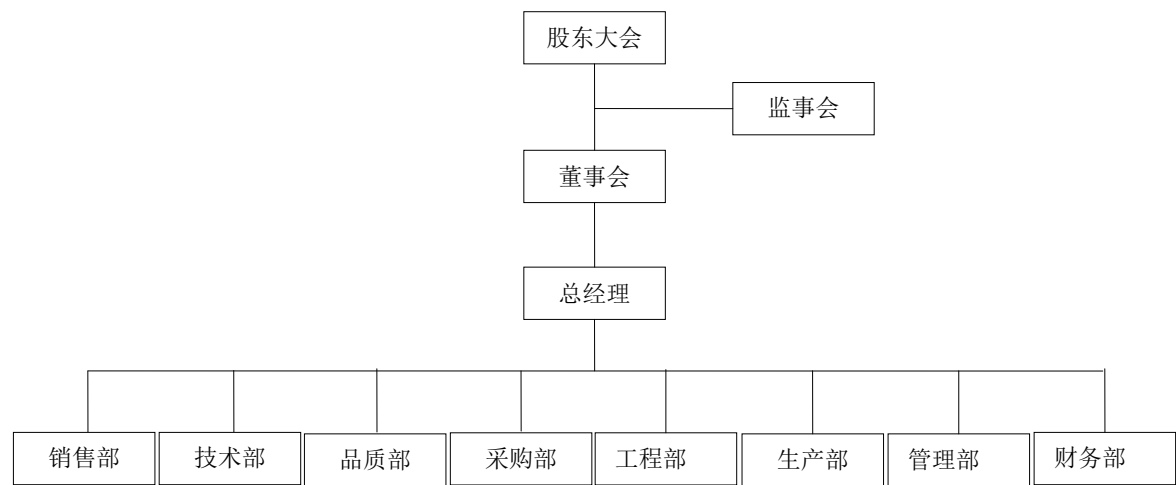 股东大会
监事会
董事会
总经理
销售部
技术部
品质部
采购部
工程部
生产部
管理部
财务部